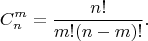 C_n^m = \frac{n!}{m!(n-m)!}.